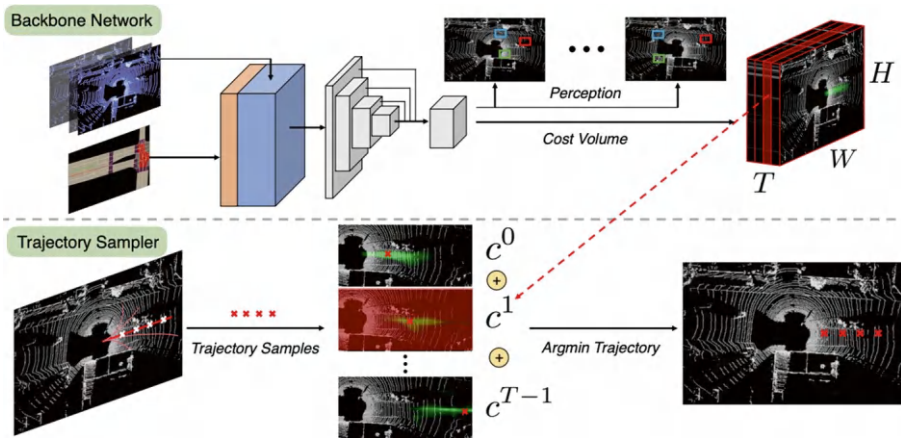 Backbone Network
Perception
Cost Volume
H
W
T
Trajectory Sampler
c^0
+
c^1
+
c^{T-1}
Trajectory Samples
Argmin Trajectory